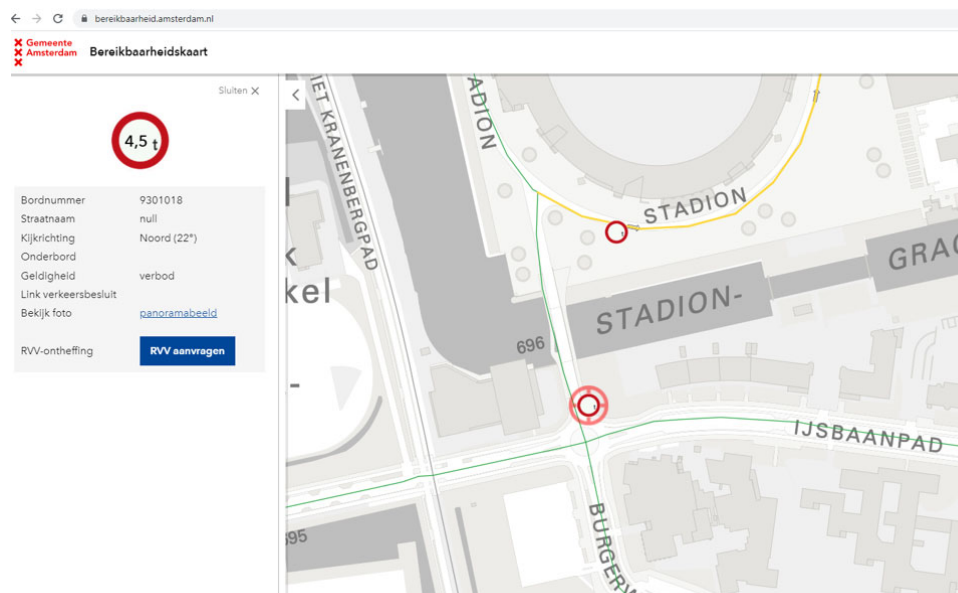 bereikbaarheid.amsterdam.nl
Gemeente
Amsterdam
Bereikbaarheidskaart
Sluiten X
4,5 t
Bordnummer 9301018
Straatnaam null
Kijkrichting Noord (22°)
Onderbord
Geldigheid verbod
Link verkeersbesluit
Bekijk foto panoramabeeld
RVV-ontheffing RVV aanvragen
IET KRANENBERGPAD
ADION
STADION
GRAC
kel
STADION-
696
IJSBAANPAD
BURGERW
695